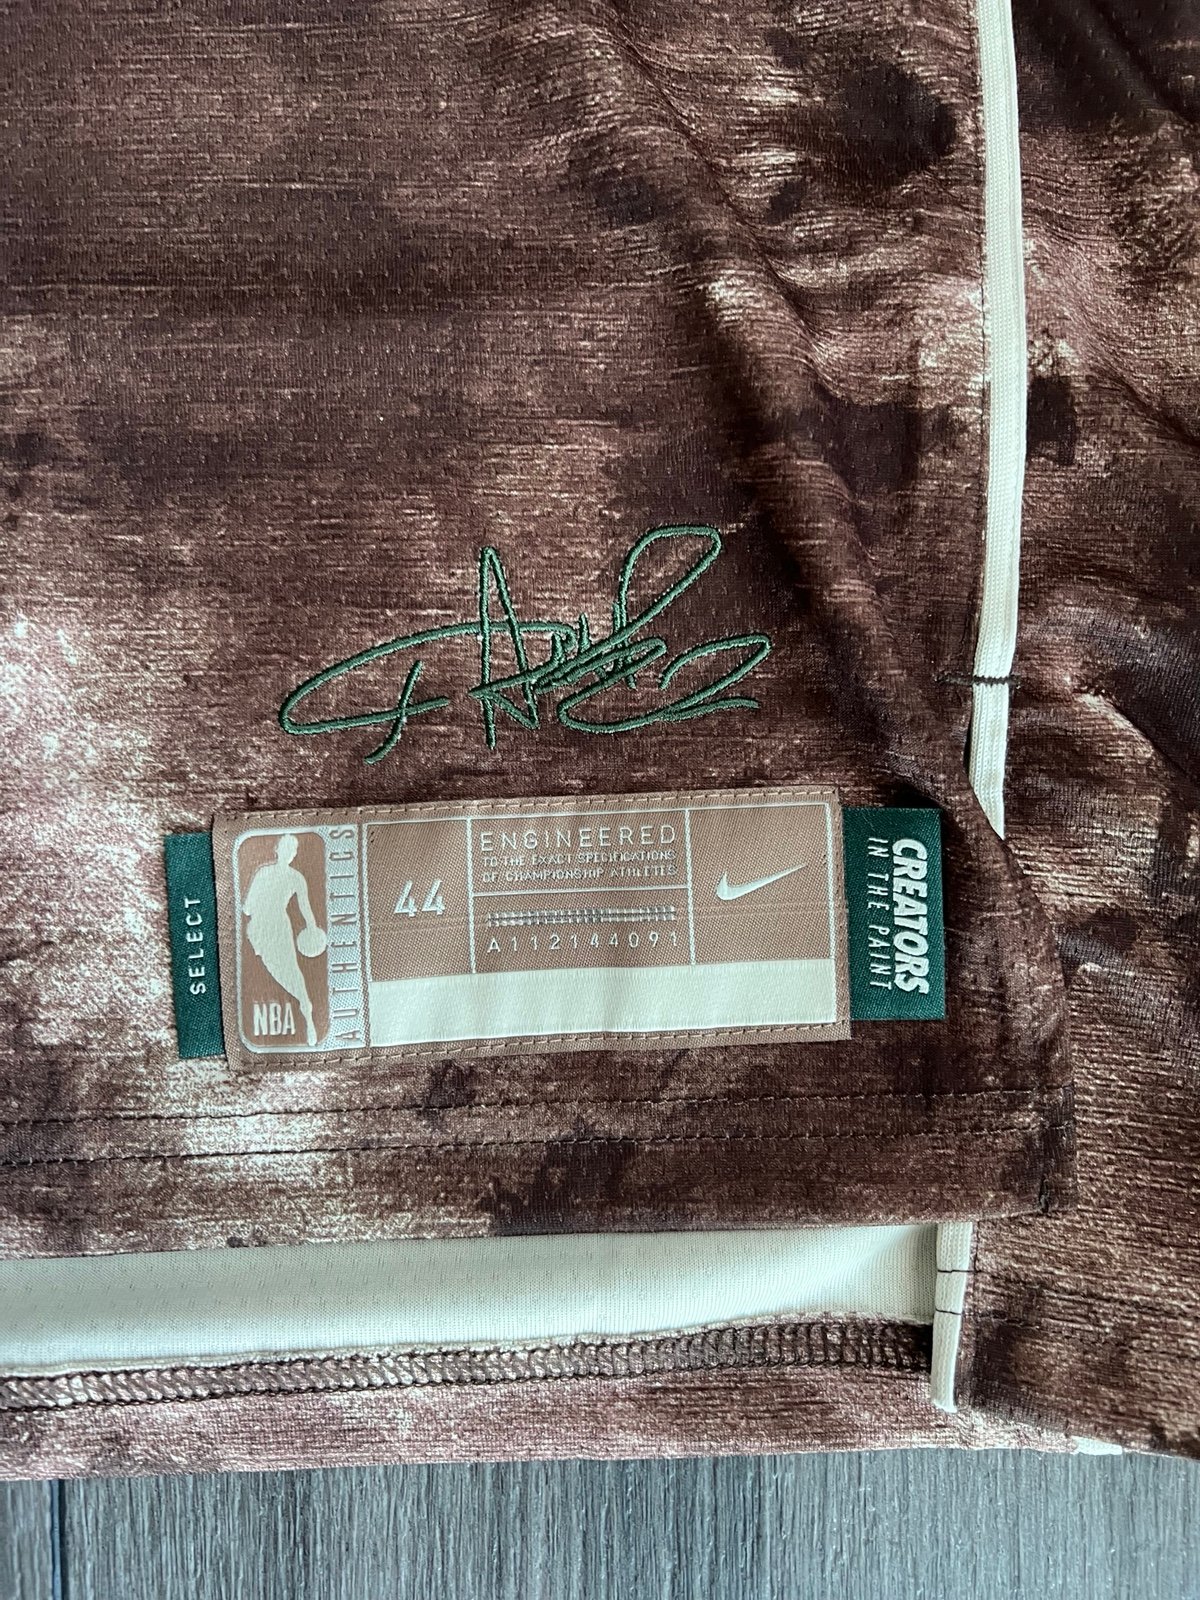 SELECT
NBA
AUTHENTICS
44
ENGINEERED
TO THE EXACT SPECIFICATIONS
OF CHAMPIONSHIP ATHLETES
A112144091
CREATORS
IN THE PAINT